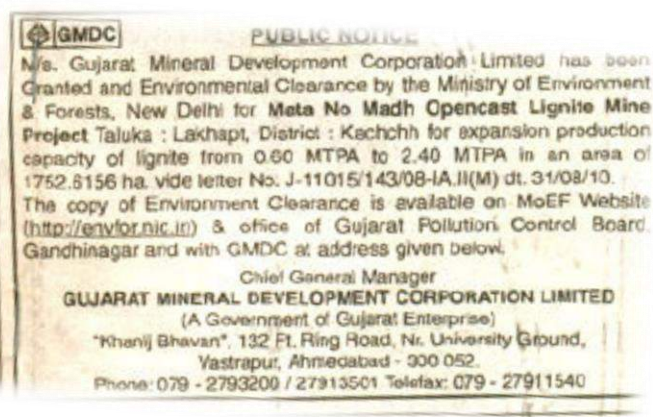 GMDC
PUBLIC NOTICE
M/s. Gujarat Mineral Development Corporation Limited has been
Granted and Environmental Clearance by the Ministry of Environment
& Forests, New Delhi for Mata No Madh Opencast Lignite Mine
Project Taluka : Lakhapt, District : Kachchh for expansion production
capacity of lignite from 0.60 MTPA to 2.40 MTPA in an area of
1752.6156 ha. vide letter No. J-11015/143/08-IA.II(M) dt. 31/08/10.
The copy of Environment Clearance is available on MoEF Website
(http://envfor.nic.in) & office of Gujarat Pollution Control Board,
Gandhinagar and with GMDC at address given below.
Chief General Manager
GUJARAT MINERAL DEVELOPMENT CORPORATION LIMITED
(A Government of Gujarat Enterprise)
"Khanij Bhavan", 132 Ft. Ring Road, Nr. University Ground,
Vastrapur, Ahmedabad - 380 052.
Phone: 079 - 2793200 / 27913501 Telefax: 079 - 27911540